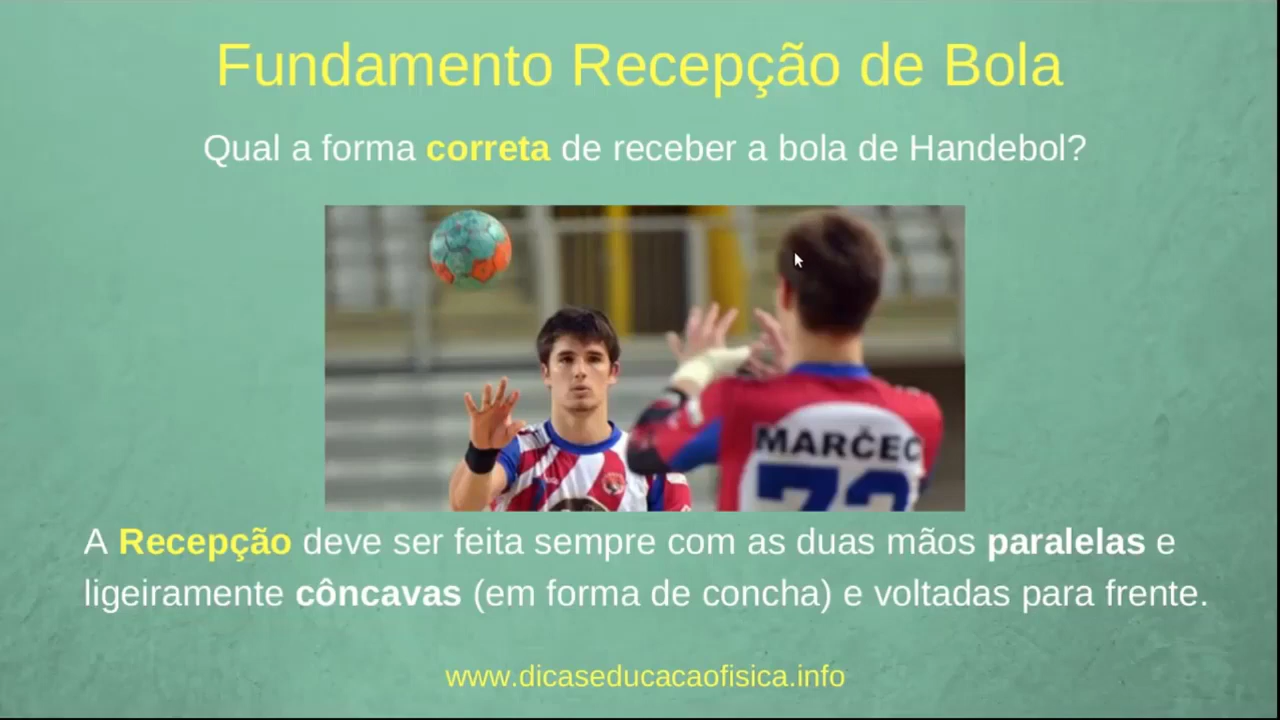 Fundamento Recepção de Bola
Qual a forma correta de receber a bola de Handebol?
MARČEC
72
A Recepção deve ser feita sempre com as duas mãos paralelas e
ligeiramente côncavas (em forma de concha) e voltadas para frente.
www.dicaseducacaofisica.info